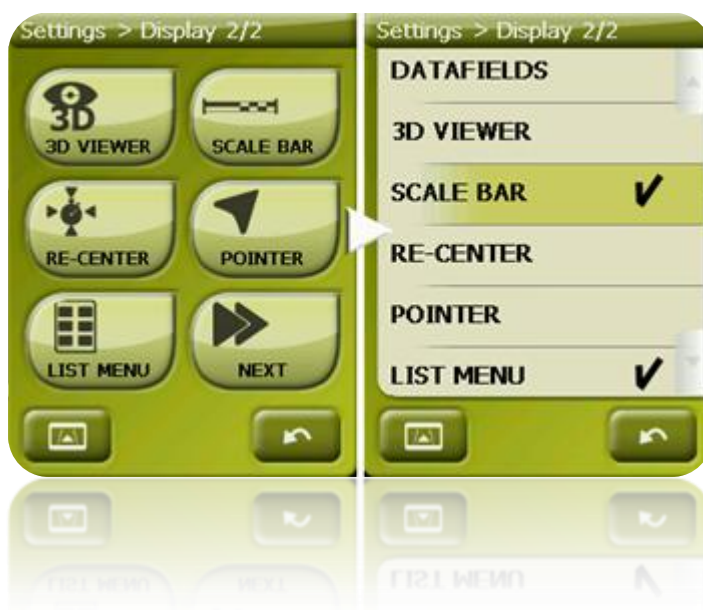 Settings > Display 2/2
3D
3D VIEWER
SCALE BAR
RE-CENTER
POINTER
LIST MENU
NEXT
Settings > Display 2/2
DATAFIELDS
3D VIEWER
SCALE BAR
RE-CENTER
POINTER
LIST MENU